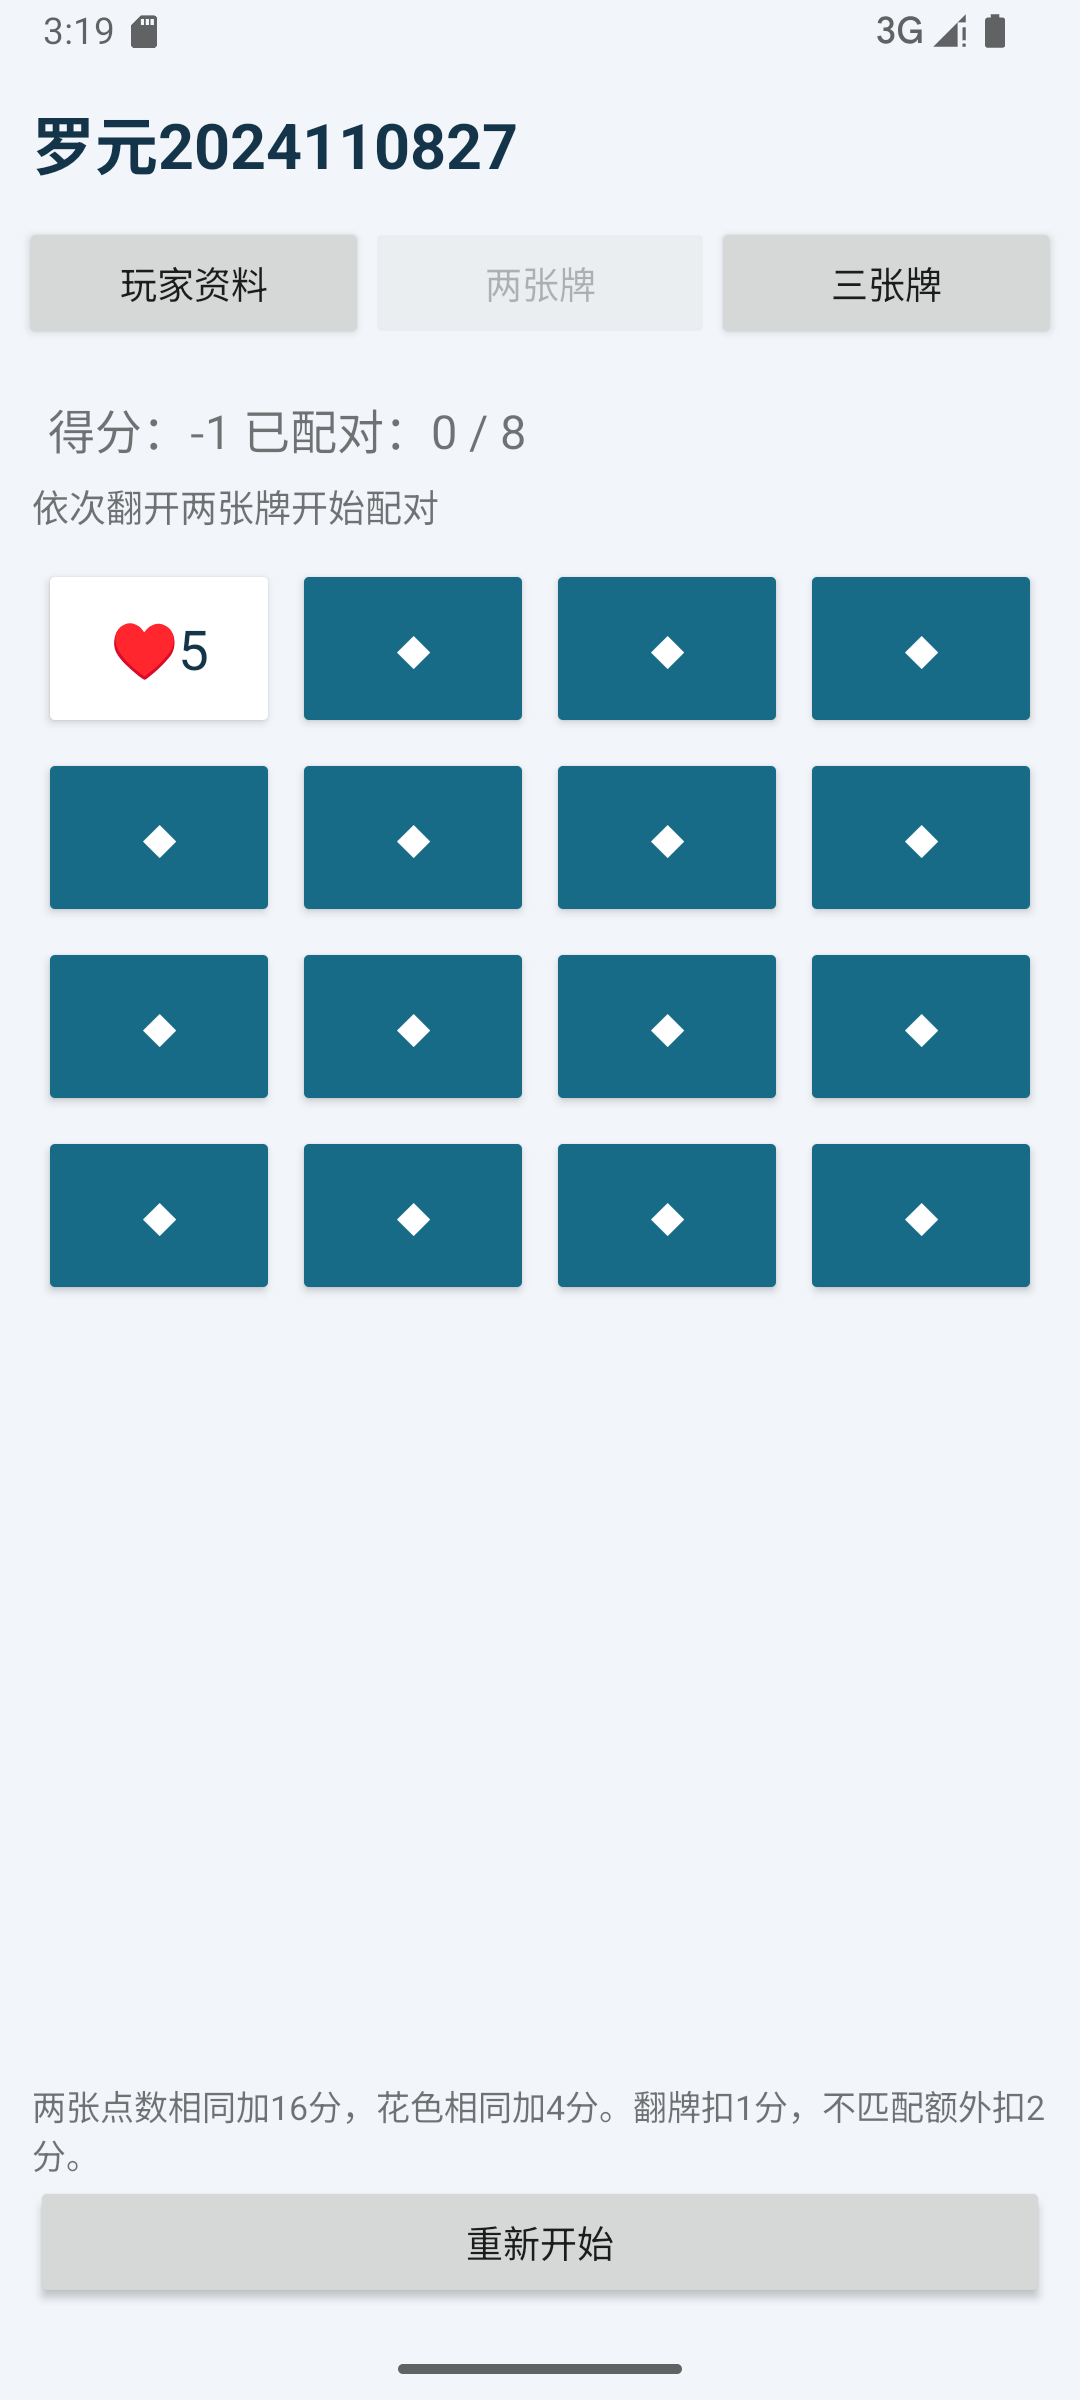 3:19 3G
罗元2024110827
玩家资料 两张牌 三张牌
得分：-1 已配对：0 / 8
依次翻开两张牌开始配对
♥5 ◆ ◆ ◆
◆ ◆ ◆ ◆
◆ ◆ ◆ ◆
◆ ◆ ◆ ◆
两张点数相同加16分，花色相同加4分。翻牌扣1分，不匹配额外扣2
分。
重新开始